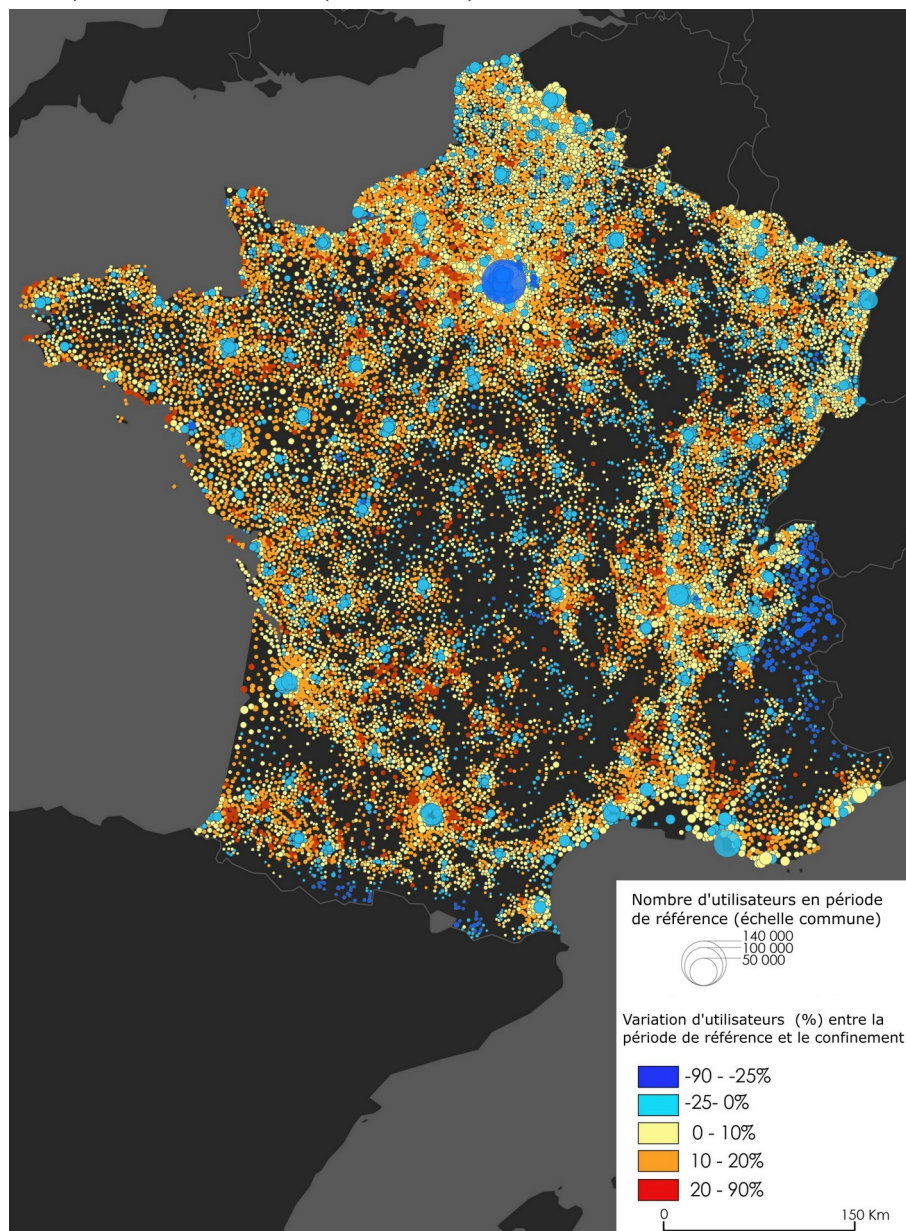 Nombre d'utilisateurs en période
de référence (échelle commune)
140 000
100 000
50 000
Variation d'utilisateurs (%) entre la
période de référence et le confinement
-90 - -25%
-25- 0%
0 - 10%
10 - 20%
20 - 90%
0 150 Km